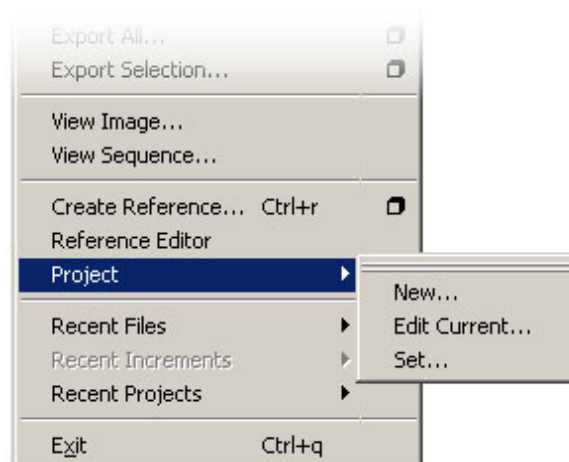 Export All...
Export Selection...
View Image...
View Sequence...
Create Reference... Ctrl+r
Reference Editor
Project
New...
Edit Current...
Set...
Recent Files
Recent Increments
Recent Projects
Exit Ctrl+q